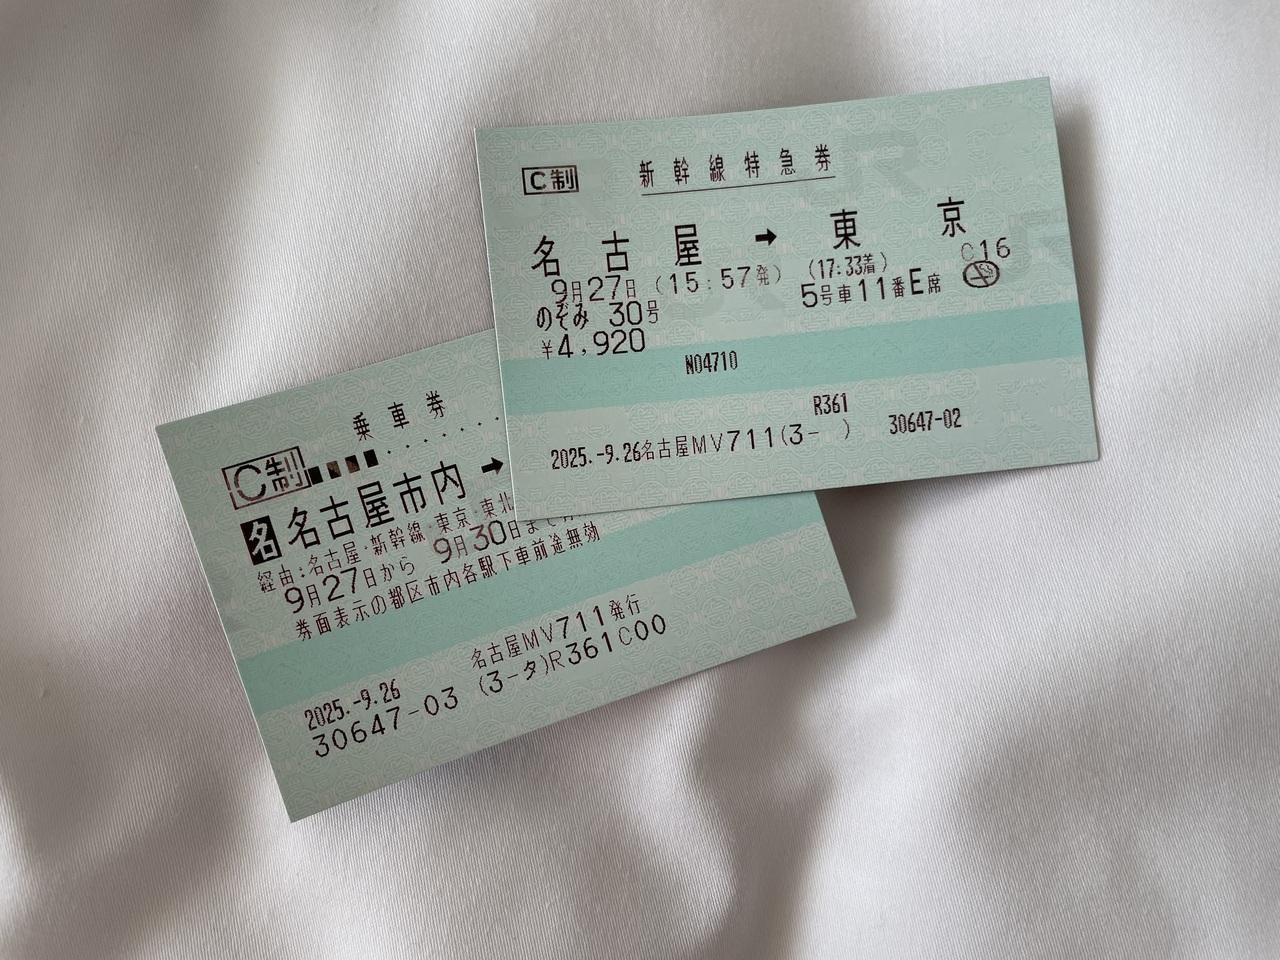 C制 新幹線特急券
名古屋 ➡ 東京
C16
9月27日 (15:57発) (17:33着)
のぞみ 30号 5号車11番E席
¥4,920
N04710
R361
2025.-9.26名古屋MV711(3- ) 30647-02
乗車券
C制
名 名古屋市内 ➡
経由:名古屋・新幹線・東京・東北
9月27日から 9月30日まで
券面表示の都区市内各駅下車前途無効
名古屋MV711発行
2025.-9.26
30647-03 (3-タ)R361C00